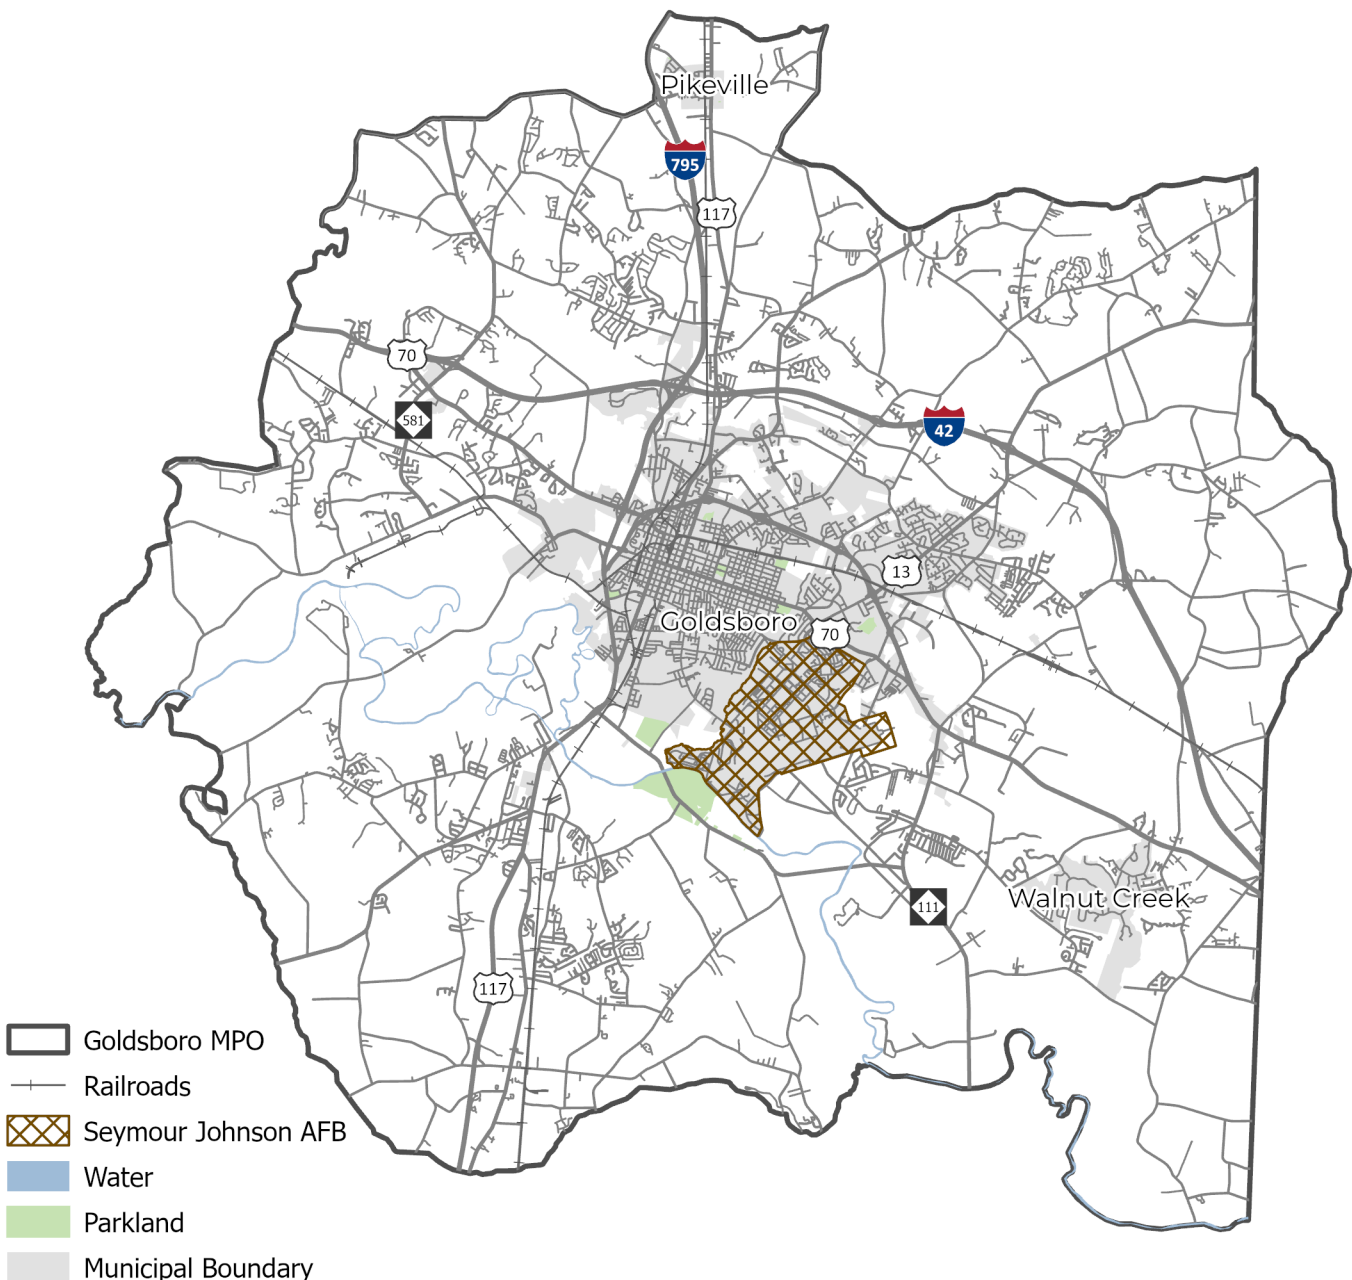 Pikeville
795
117
70
581
42
13
Goldsboro
70
Walnut Creek
111
117
Goldsboro MPO
Railroads
Seymour Johnson AFB
Water
Parkland
Municipal Boundary